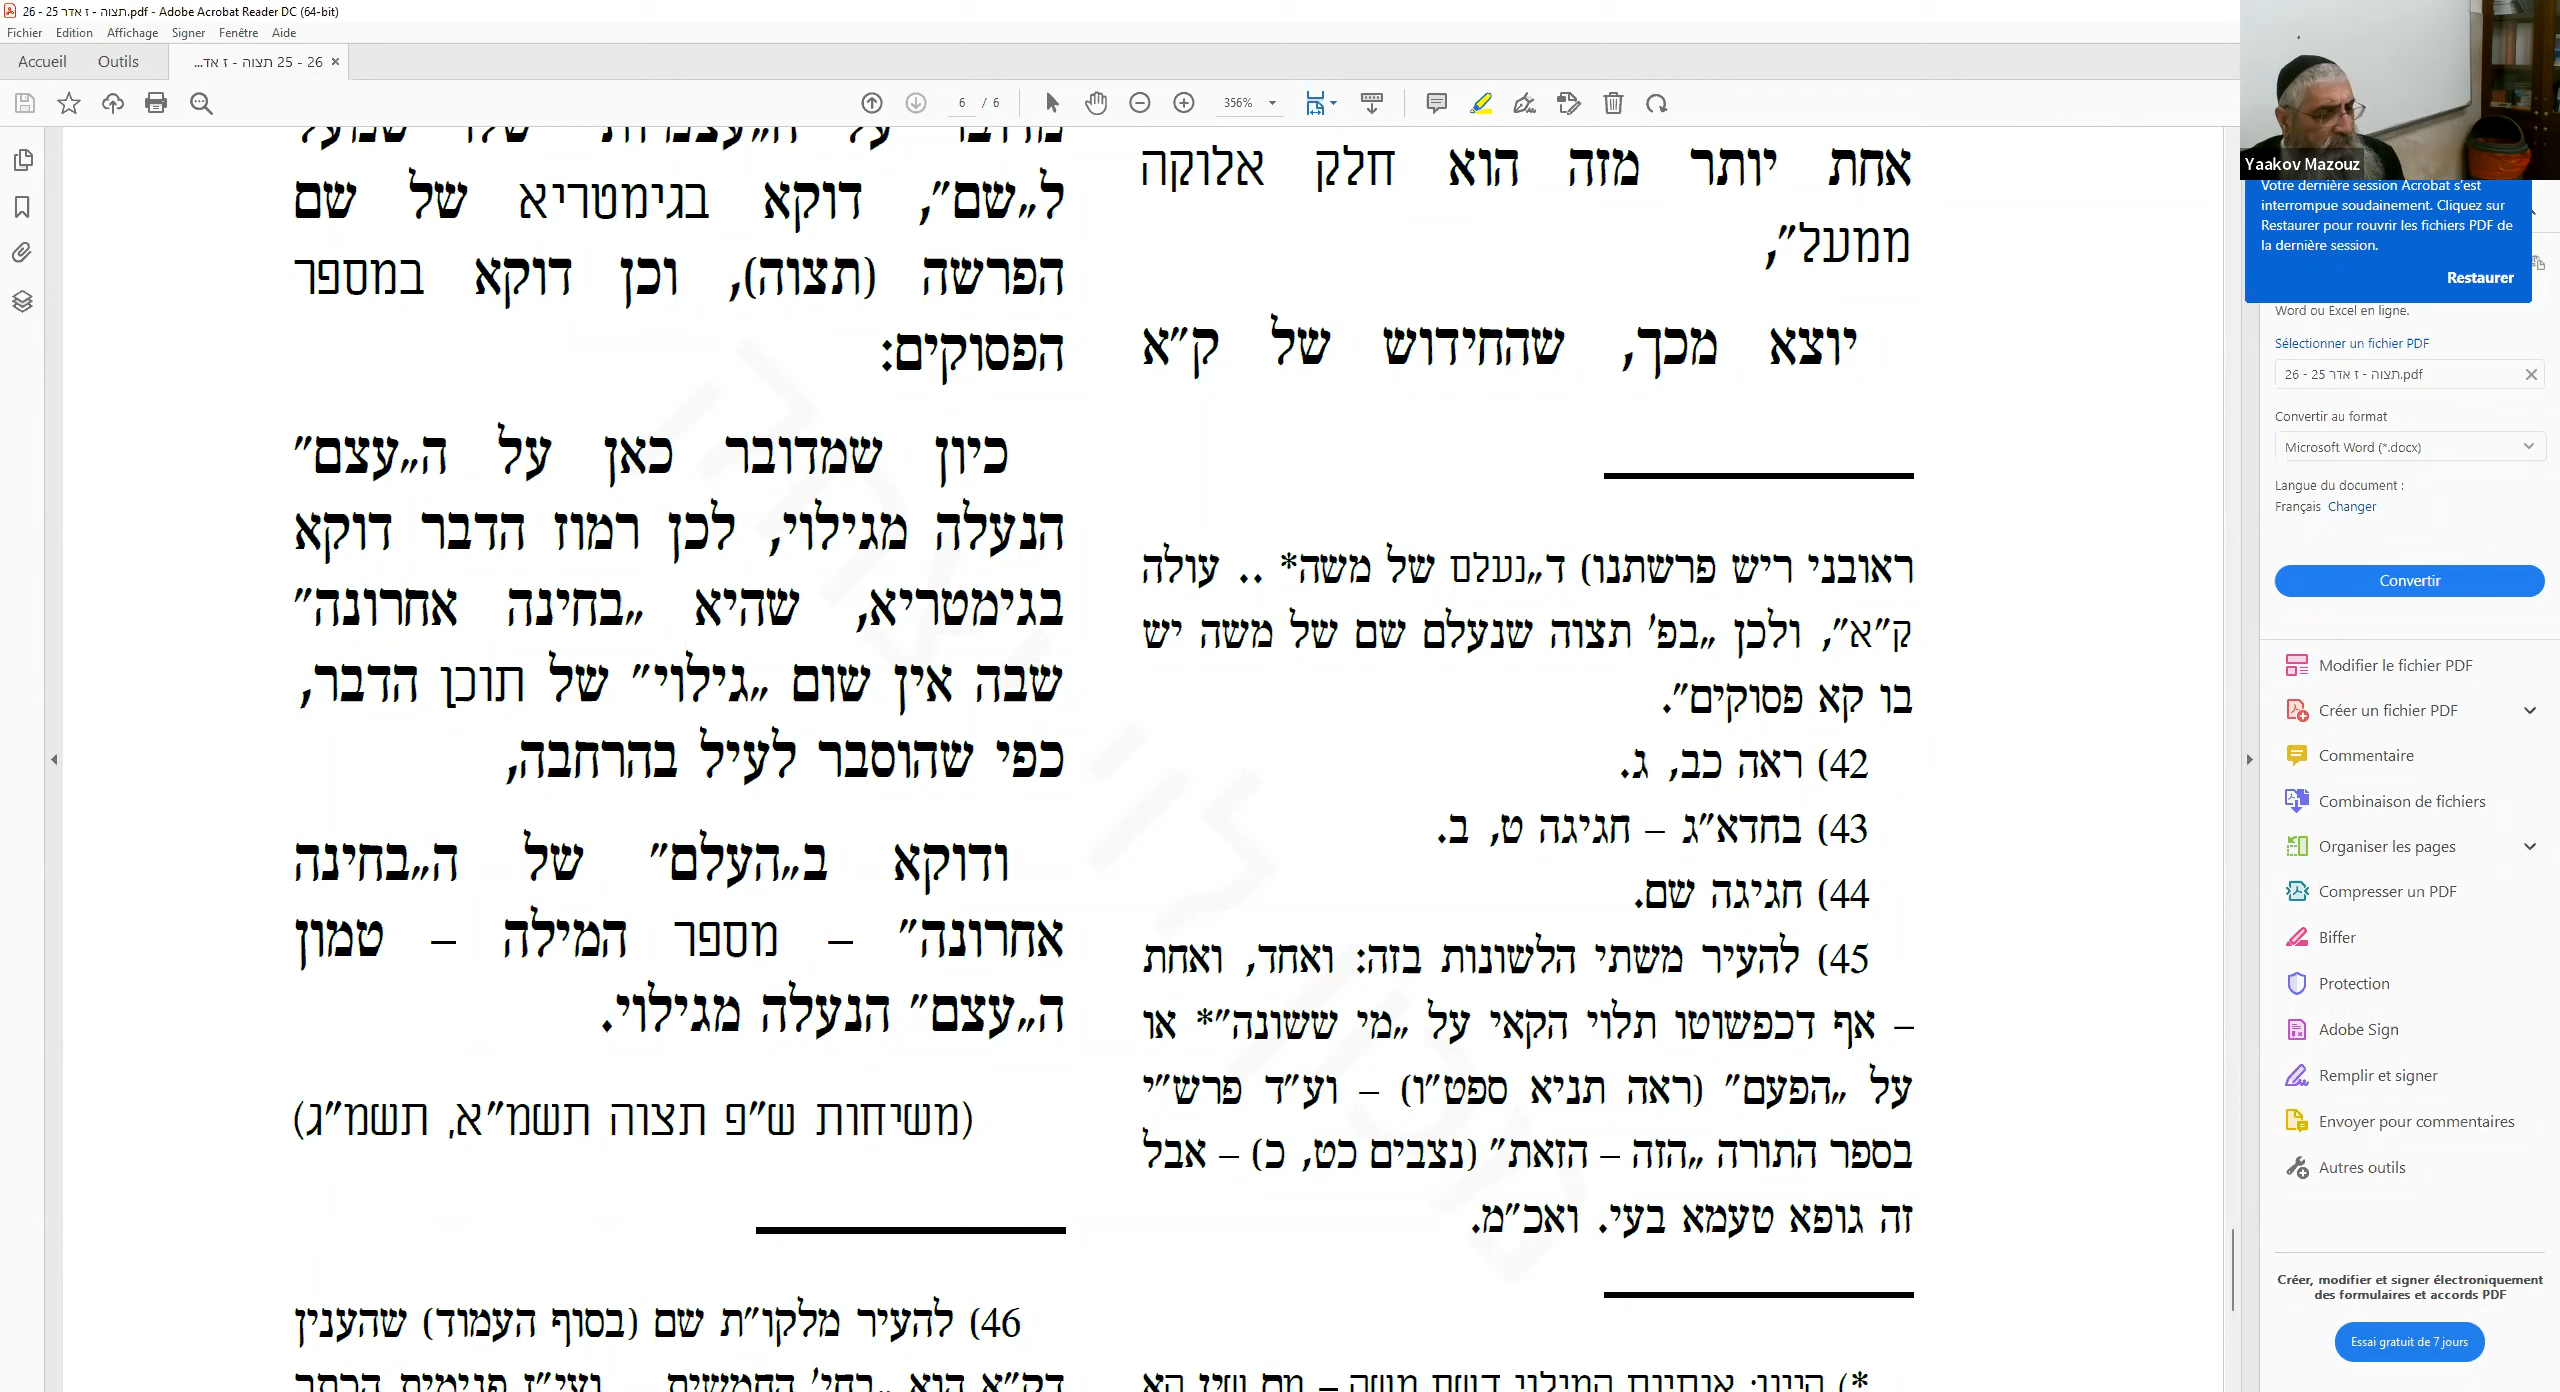 26 - 25 תצוה - ז אדר.pdf - Adobe Acrobat Reader DC (64-bit)
Fichier Edition Affichage Signer Fenêtre Aide
Accueil Outils 26 - 25 תצוה - ז אד... ×
6 / 6 356%
אחת יותר מזה הוא חלק אלוקה
ממעל",
יוצא מכך, שהחידוש של ק"א
ראובני ריש פרשתנו) ד„נעלם של משה* .. עולה
ק"א", ולכן „בפ' תצוה שנעלם שם של משה יש
בו קא פסוקים".
42) ראה כב, ג.
43) בחדא"ג – חגיגה ט, ב.
44) חגיגה שם.
45) להעיר משתי הלשונות בזה: ואחד, ואחת
– אף דכפשוטו תלוי הקאי על „מי ששונה"* או
על „הפעם" (ראה תניא ספט"ו) – וע"ד פרש"י
בספר התורה „הזה – הזאת" (נצבים כט, כ) – אבל
זה גופא טעמא בעי. ואכ"מ.
ל„שם", דוקא בגימטריא של שם
הפרשה (תצוה), וכן דוקא במספר
הפסוקים:
כיון שמדובר כאן על ה„עצם"
הנעלה מגילוי, לכן רמוז הדבר דוקא
בגימטריא, שהיא „בחינה אחרונה"
שבה אין שום „גילוי" של תוכן הדבר,
כפי שהוסבר לעיל בהרחבה,
ודוקא ב„העלם" של ה„בחינה
אחרונה" – מספר המילה – טמון
ה„עצם" הנעלה מגילוי.
(משיחות ש"פ תצוה תשמ"א, תשמ"ג)
46) להעיר מלקו"ת שם (בסוף העמוד) שהענין
Yaakov Mazouz
Votre dernière session Acrobat s'est
interrompue soudainement. Cliquez sur
Restaurer pour rouvrir les fichiers PDF de
la dernière session.
Restaurer
Word ou Excel en ligne.
Sélectionner un fichier PDF
26 - 25 תצוה - ז אדר.pdf
Convertir au format
Microsoft Word (*.docx)
Langue du document :
Français Changer
Convertir
Modifier le fichier PDF
Créer un fichier PDF
Commentaire
Combinaison de fichiers
Organiser les pages
Compresser un PDF
Biffer
Protection
Adobe Sign
Remplir et signer
Envoyer pour commentaires
Autres outils
Créer, modifier et signer électroniquement
des formulaires et accords PDF
Essai gratuit de 7 jours